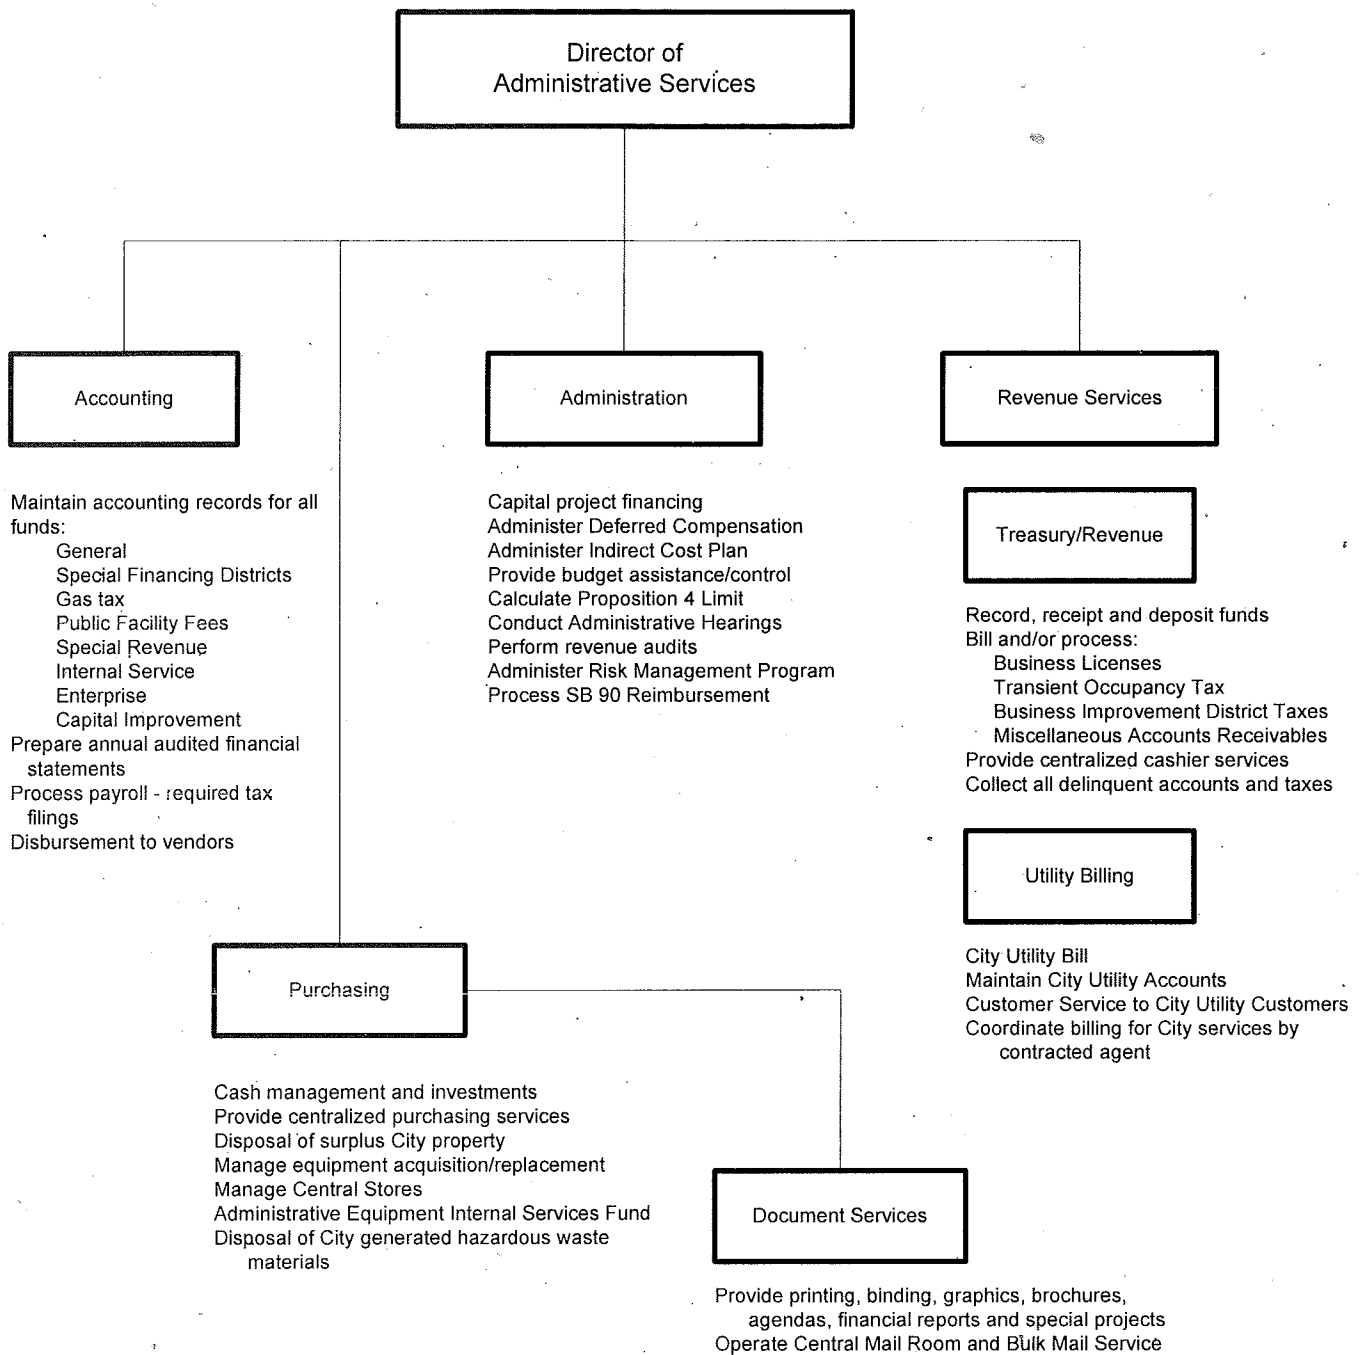 Director of
Administrative Services
Accounting
Administration
Revenue Services
Maintain accounting records for all
funds:
General
Special Financing Districts
Gas tax
Public Facility Fees
Special Revenue
Internal Service
Enterprise
Capital Improvement
Prepare annual audited financial
statements
Process payroll - required tax
filings
Disbursement to vendors
Capital project financing
Administer Deferred Compensation
Administer Indirect Cost Plan
Provide budget assistance/control
Calculate Proposition 4 Limit
Conduct Administrative Hearings
Perform revenue audits
Administer Risk Management Program
Process SB 90 Reimbursement
Treasury/Revenue
Record, receipt and deposit funds
Bill and/or process:
Business Licenses
Transient Occupancy Tax
Business Improvement District Taxes
Miscellaneous Accounts Receivables
Provide centralized cashier services
Collect all delinquent accounts and taxes
Utility Billing
City Utility Bill
Maintain City Utility Accounts
Customer Service to City Utility Customers
Coordinate billing for City services by
contracted agent
Purchasing
Cash management and investments
Provide centralized purchasing services
Disposal of surplus City property
Manage equipment acquisition/replacement
Manage Central Stores
Administrative Equipment Internal Services Fund
Disposal of City generated hazardous waste
materials
Document Services
Provide printing, binding, graphics, brochures,
agendas, financial reports and special projects
Operate Central Mail Room and Bulk Mail Service